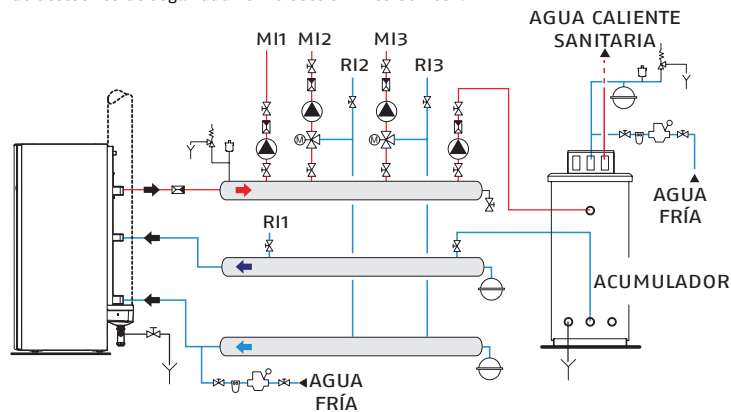 AGUA CALIENTE
SANITARIA
MI1
MI2
MI3
RI2
RI3
M
M
AGUA
FRÍA
RI1
ACUMULADOR
AGUA
FRÍA